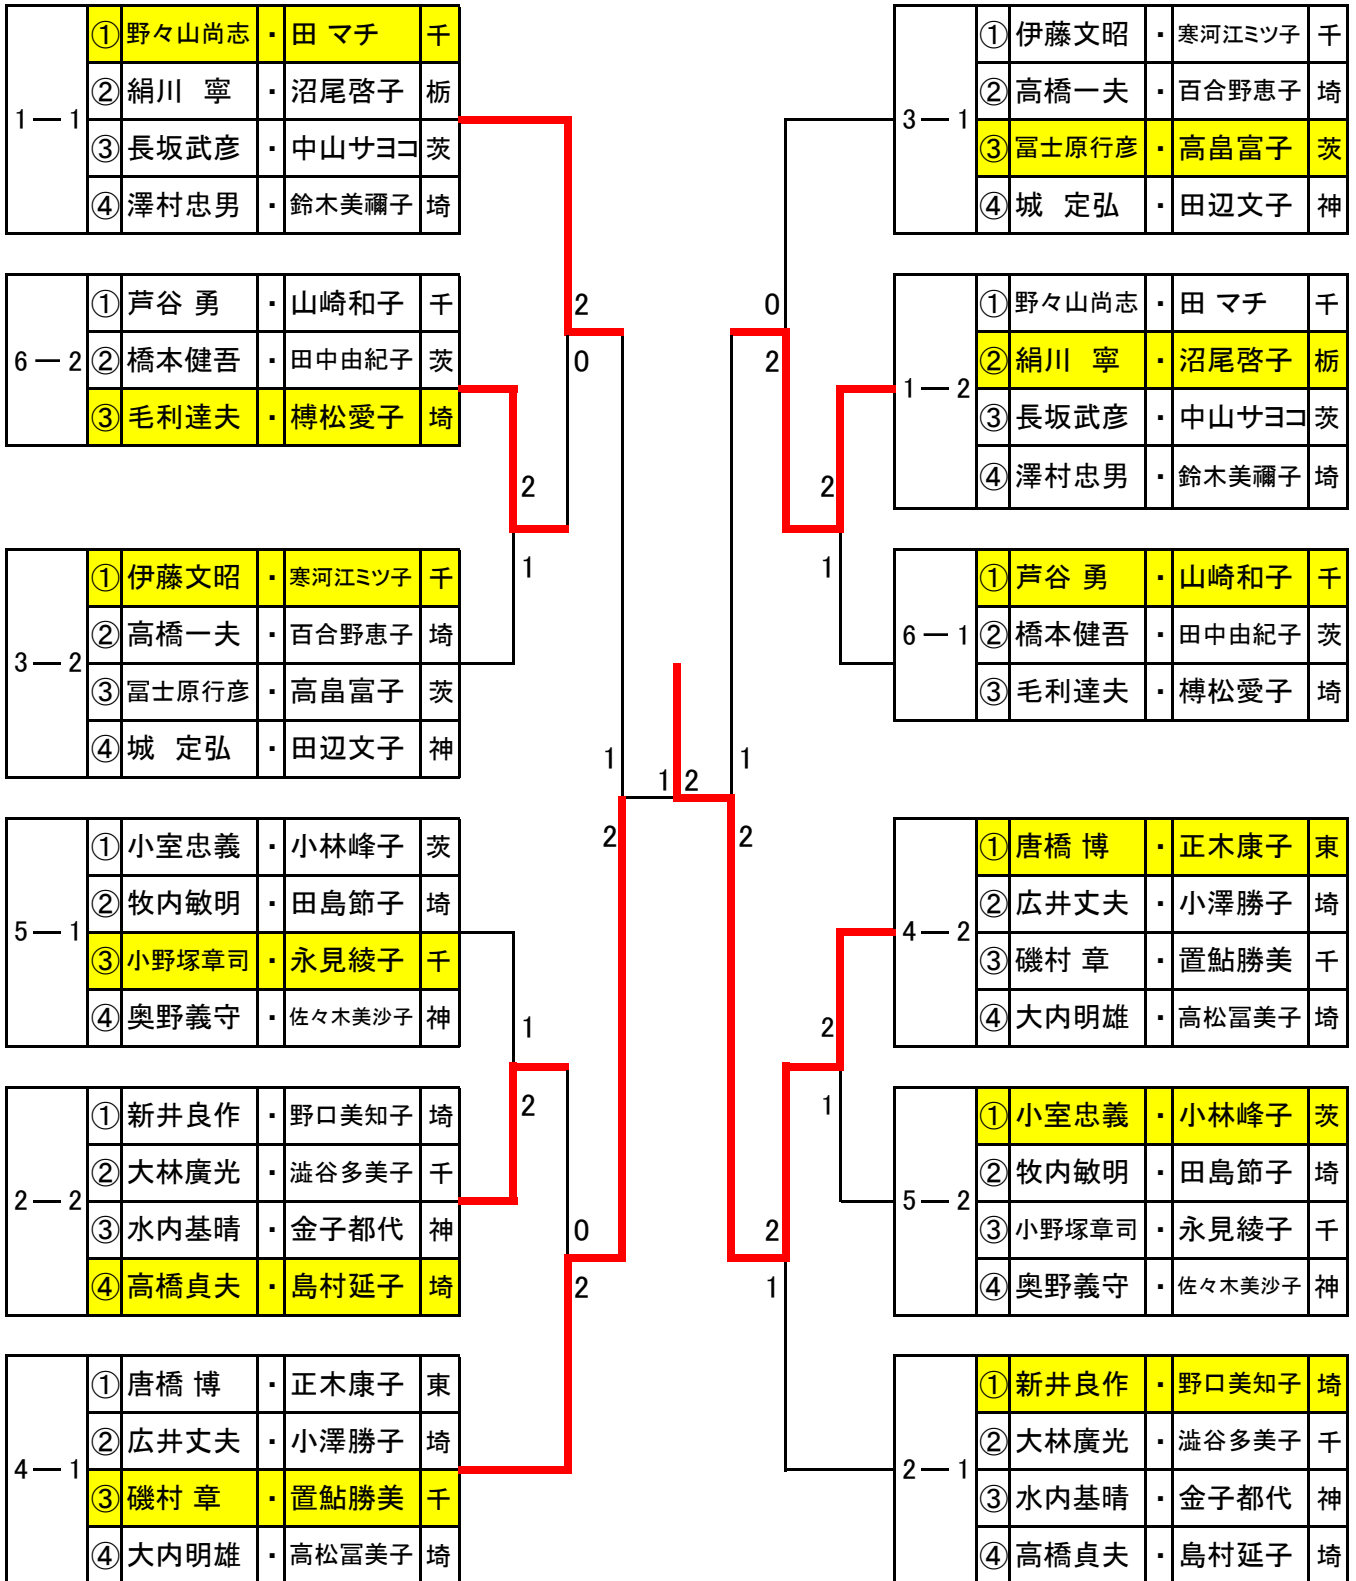 1 — 1
① 野々山尚志 ・ 田 マチ 千
② 絹川 寧 ・ 沼尾啓子 栃
③ 長坂武彦 ・ 中山サヨコ 茨
④ 澤村忠男 ・ 鈴木美禰子 埼
6 — 2
① 芦谷 勇 ・ 山崎和子 千
② 橋本健吾 ・ 田中由紀子 茨
③ 毛利達夫 ・ 榑松愛子 埼
3 — 2
① 伊藤文昭 ・ 寒河江ミツ子 千
② 高橋一夫 ・ 百合野恵子 埼
③ 冨士原行彦 ・ 高畠富子 茨
④ 城 定弘 ・ 田辺文子 神
5 — 1
① 小室忠義 ・ 小林峰子 茨
② 牧内敏明 ・ 田島節子 埼
③ 小野塚章司 ・ 永見綾子 千
④ 奥野義守 ・ 佐々木美沙子 神
2 — 2
① 新井良作 ・ 野口美知子 埼
② 大林廣光 ・ 澁谷多美子 千
③ 水内基晴 ・ 金子都代 神
④ 高橋貞夫 ・ 島村延子 埼
4 — 1
① 唐橋 博 ・ 正木康子 東
② 広井丈夫 ・ 小澤勝子 埼
③ 磯村 章 ・ 置鮎勝美 千
④ 大内明雄 ・ 高松冨美子 埼
2
0
2
1
1
2
1
2
0
2
1 2
0
2
2
1
1
2
2
1
2
1
3 — 1
① 伊藤文昭 ・ 寒河江ミツ子 千
② 高橋一夫 ・ 百合野恵子 埼
③ 冨士原行彦 ・ 高畠富子 茨
④ 城 定弘 ・ 田辺文子 神
1 — 2
① 野々山尚志 ・ 田 マチ 千
② 絹川 寧 ・ 沼尾啓子 栃
③ 長坂武彦 ・ 中山サヨコ 茨
④ 澤村忠男 ・ 鈴木美禰子 埼
6 — 1
① 芦谷 勇 ・ 山崎和子 千
② 橋本健吾 ・ 田中由紀子 茨
③ 毛利達夫 ・ 榑松愛子 埼
4 — 2
① 唐橋 博 ・ 正木康子 東
② 広井丈夫 ・ 小澤勝子 埼
③ 磯村 章 ・ 置鮎勝美 千
④ 大内明雄 ・ 高松冨美子 埼
5 — 2
① 小室忠義 ・ 小林峰子 茨
② 牧内敏明 ・ 田島節子 埼
③ 小野塚章司 ・ 永見綾子 千
④ 奥野義守 ・ 佐々木美沙子 神
2 — 1
① 新井良作 ・ 野口美知子 埼
② 大林廣光 ・ 澁谷多美子 千
③ 水内基晴 ・ 金子都代 神
④ 高橋貞夫 ・ 島村延子 埼